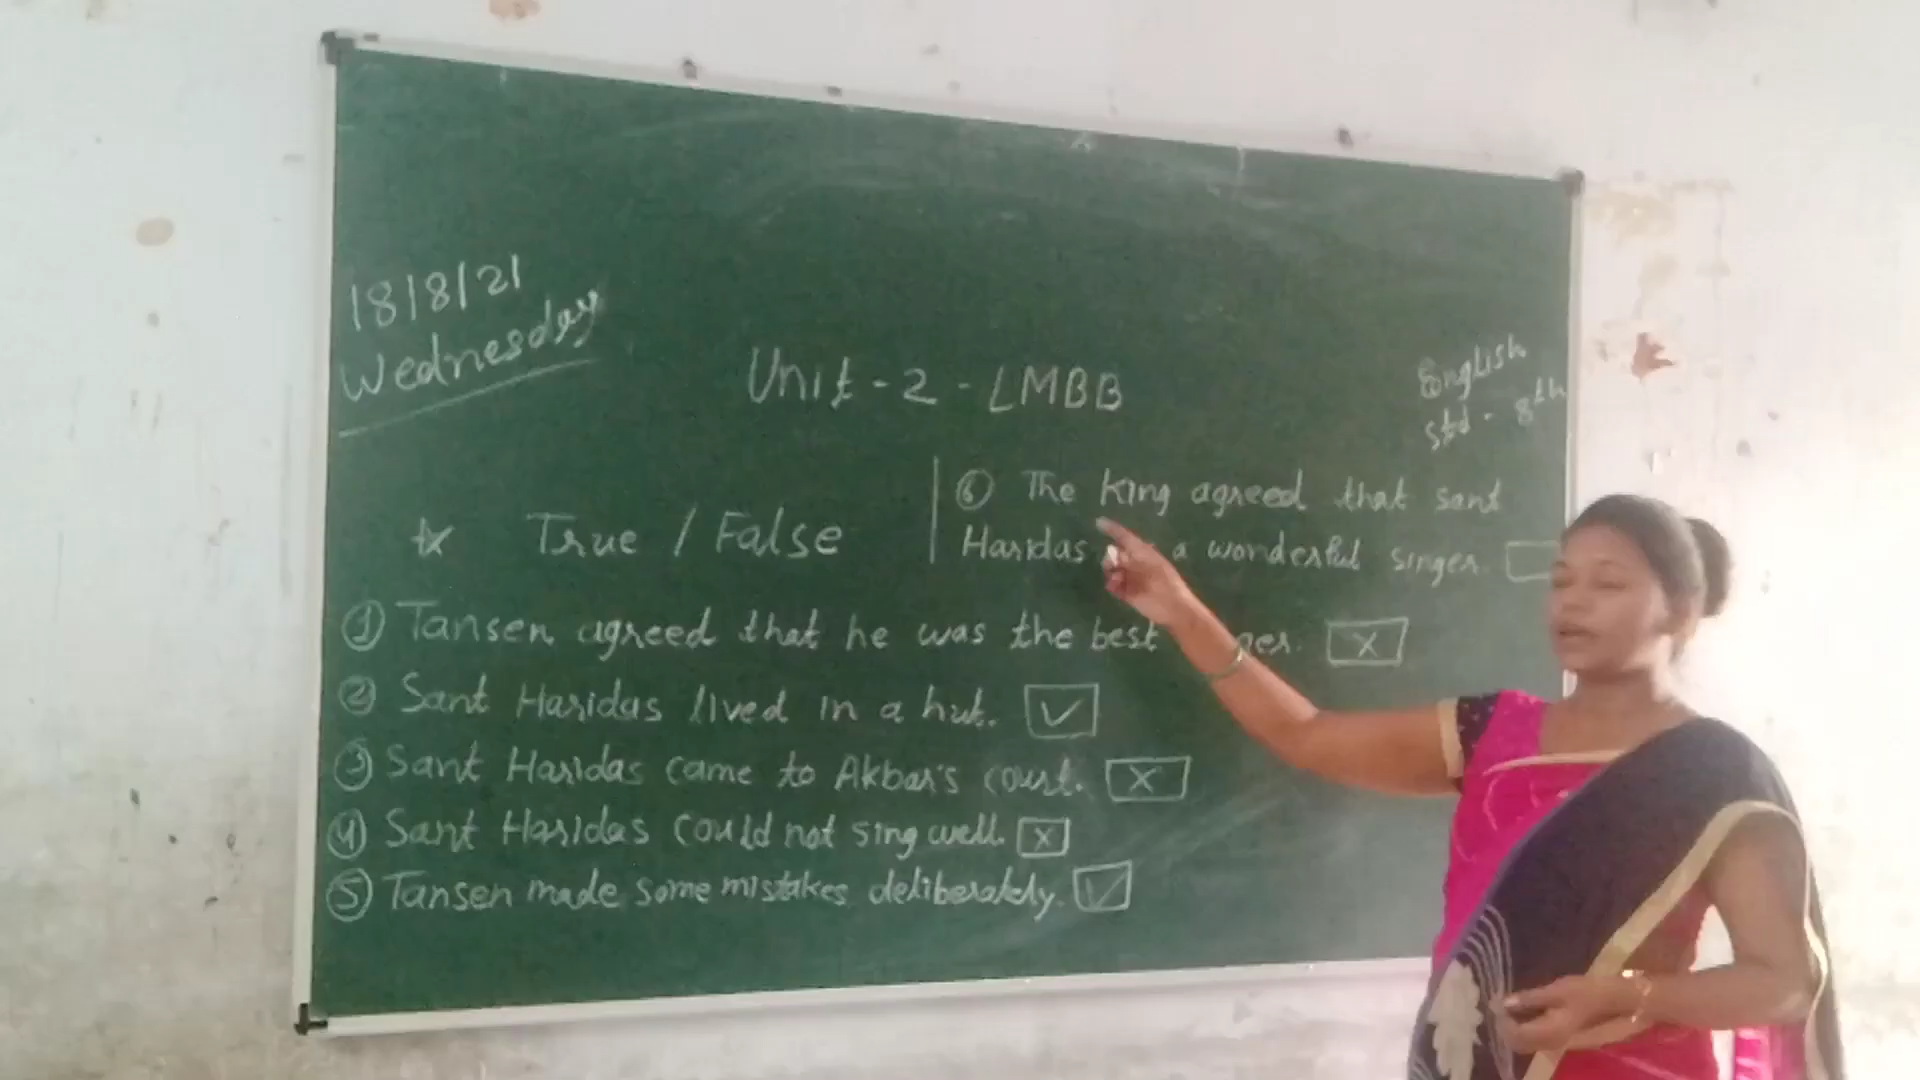 18/8/21
Wednesday
Unit-2-LMBB
English
Std - 8th
* True / False
① Tansen agreed that he was the best
② Sant Haridas lived in a hut. ✓
③ Sant Haridas came to Akbar's court. X
④ Sant Haridas could not sing well. X
⑤ Tansen made some mistakes deliberately. ✓
⑥ The King agreed that sant
Haridas a wonderful singer.